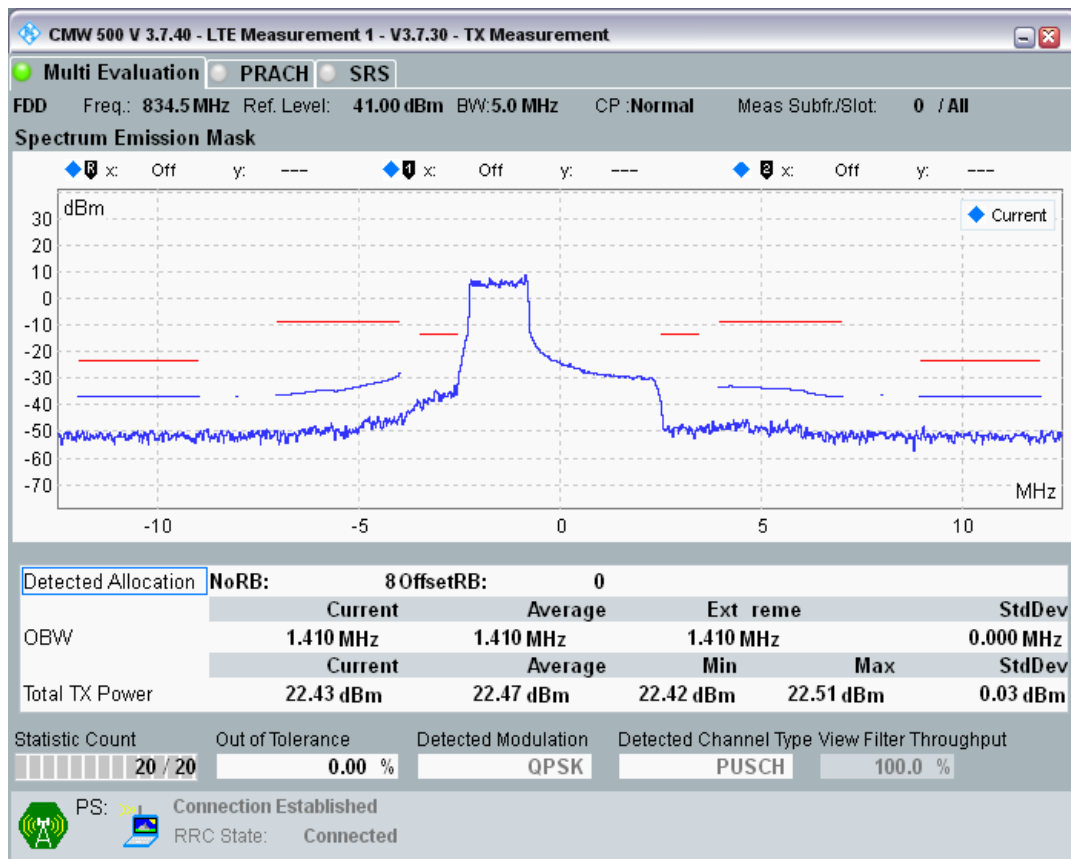 CMW 500 V 3.7.40 - LTE Measurement 1 - V3.7.30 - TX Measurement
Multi Evaluation PRACH SRS
FDD Freq.: 834.5 MHz Ref. Level: 41.00 dBm BW:5.0 MHz CP :Normal Meas Subfr./Slot: 0 / All
Spectrum Emission Mask
R x: Off y: --- 1 x: Off y: --- 2 x: Off y: ---
dBm
Current
30
20
10
0
-10
-20
-30
-40
-50
-60
-70
MHz
-10 -5 0 5 10
Detected Allocation NoRB: 8 OffsetRB: 0
Current Average Ext reme StdDev
OBW 1.410 MHz 1.410 MHz 1.410 MHz 0.000 MHz
Current Average Min Max StdDev
Total TX Power 22.43 dBm 22.47 dBm 22.42 dBm 22.51 dBm 0.03 dBm
Statistic Count Out of Tolerance Detected Modulation Detected Channel Type View Filter Throughput
20 / 20 0.00 % QPSK PUSCH 100.0 %
PS: Connection Established
RRC State: Connected